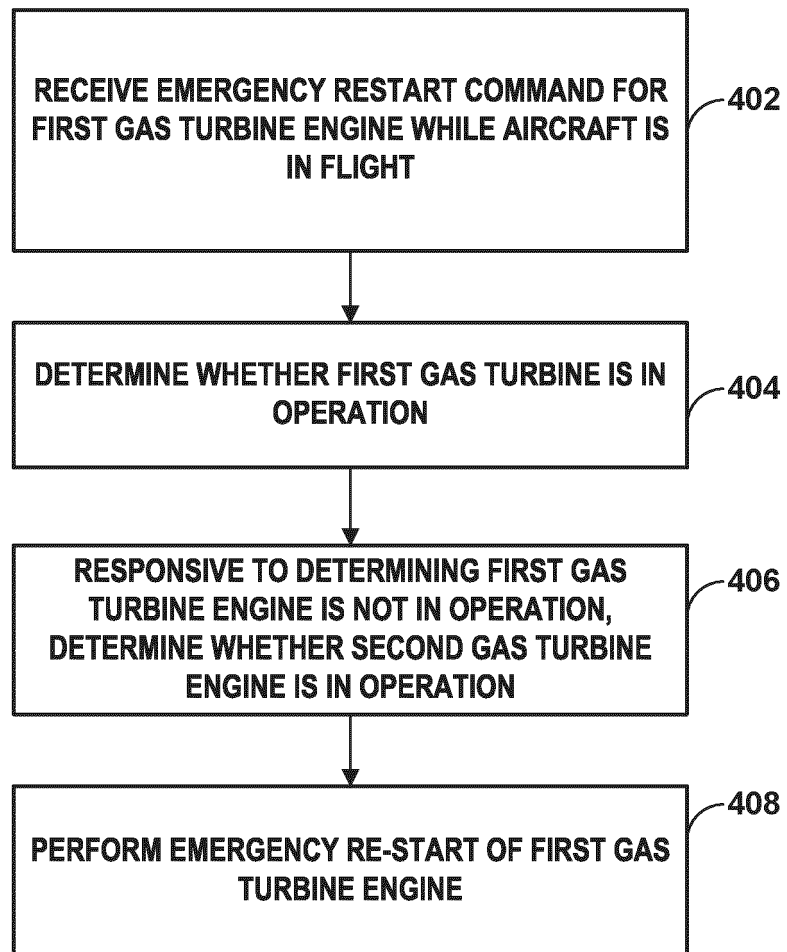 RECEIVE EMERGENCY RESTART COMMAND FOR
FIRST GAS TURBINE ENGINE WHILE AIRCRAFT IS
IN FLIGHT
402
DETERMINE WHETHER FIRST GAS TURBINE IS IN
OPERATION
404
RESPONSIVE TO DETERMINING FIRST GAS
TURBINE ENGINE IS NOT IN OPERATION,
DETERMINE WHETHER SECOND GAS TURBINE
ENGINE IS IN OPERATION
406
PERFORM EMERGENCY RE-START OF FIRST GAS
TURBINE ENGINE
408